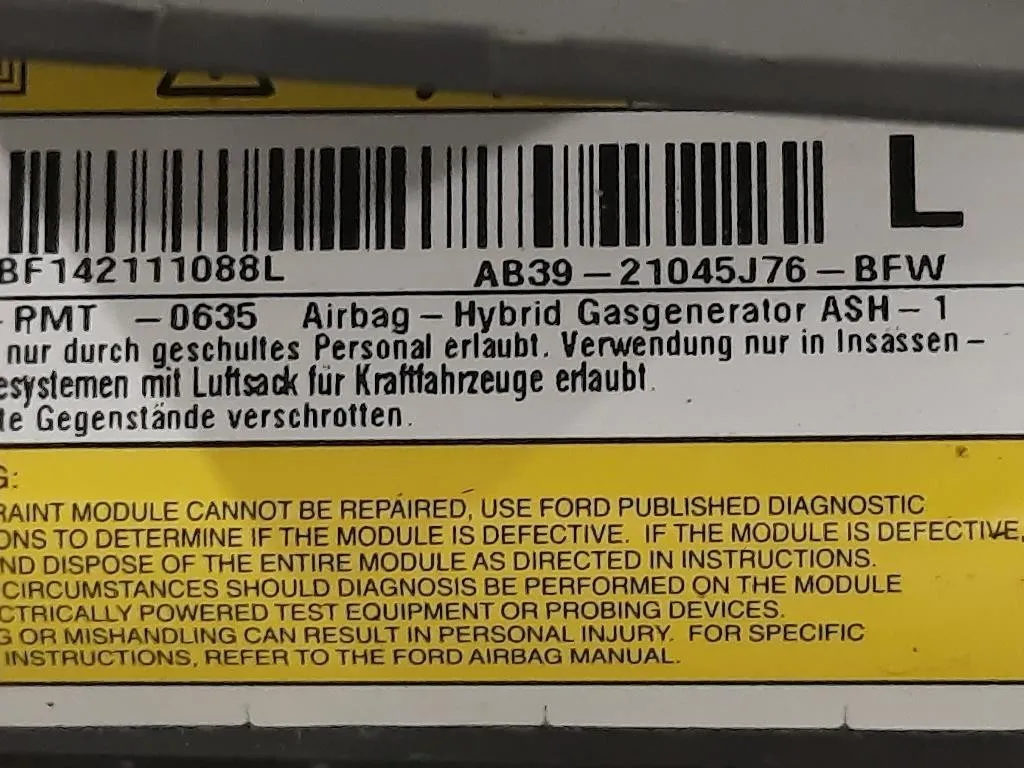 L
BF142111088L AB39-21045J76-BFW
- PMT -0635 Airbag - Hybrid Gasgenerator ASH-1
nur durch geschultes Personal erlaubt. Verwendung nur in Insassen-
esystemen mit Luftsack für Kraftfahrzeuge erlaubt.
te Gegenstände verschrotten.
G:
RAINT MODULE CANNOT BE REPAIRED, USE FORD PUBLISHED DIAGNOSTIC
ONS TO DETERMINE IF THE MODULE IS DEFECTIVE. IF THE MODULE IS DEFECTIVE,
ND DISPOSE OF THE ENTIRE MODULE AS DIRECTED IN INSTRUCTIONS.
CIRCUMSTANCES SHOULD DIAGNOSIS BE PERFORMED ON THE MODULE
CTRICALLY POWERED TEST EQUIPMENT OR PROBING DEVICES.
G OR MISHANDLING CAN RESULT IN PERSONAL INJURY. FOR SPECIFIC
INSTRUCTIONS, REFER TO THE FORD AIRBAG MANUAL.